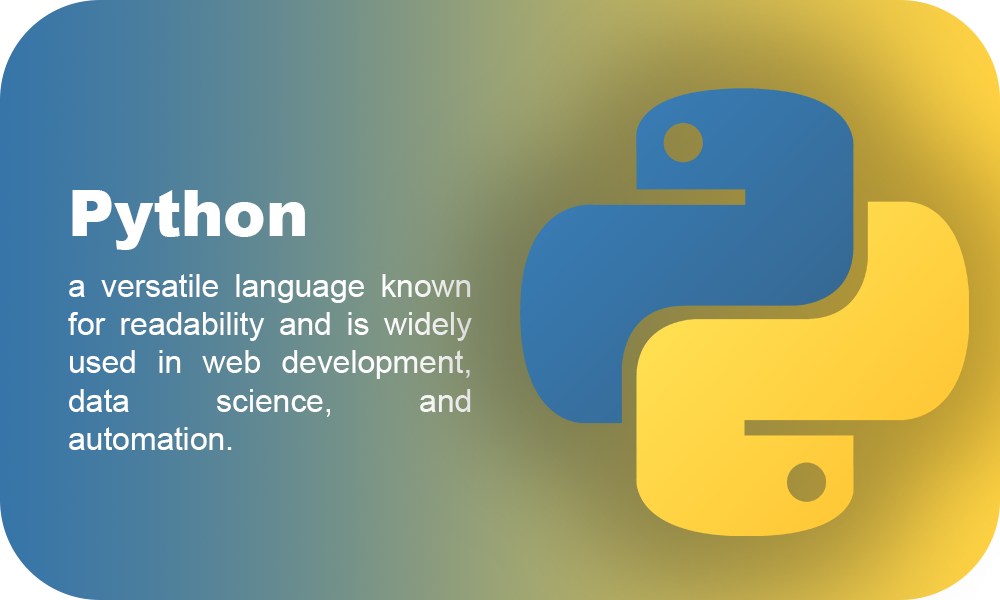 Python
a versatile language known
for readability and is widely
used in web development,
data science, and
automation.